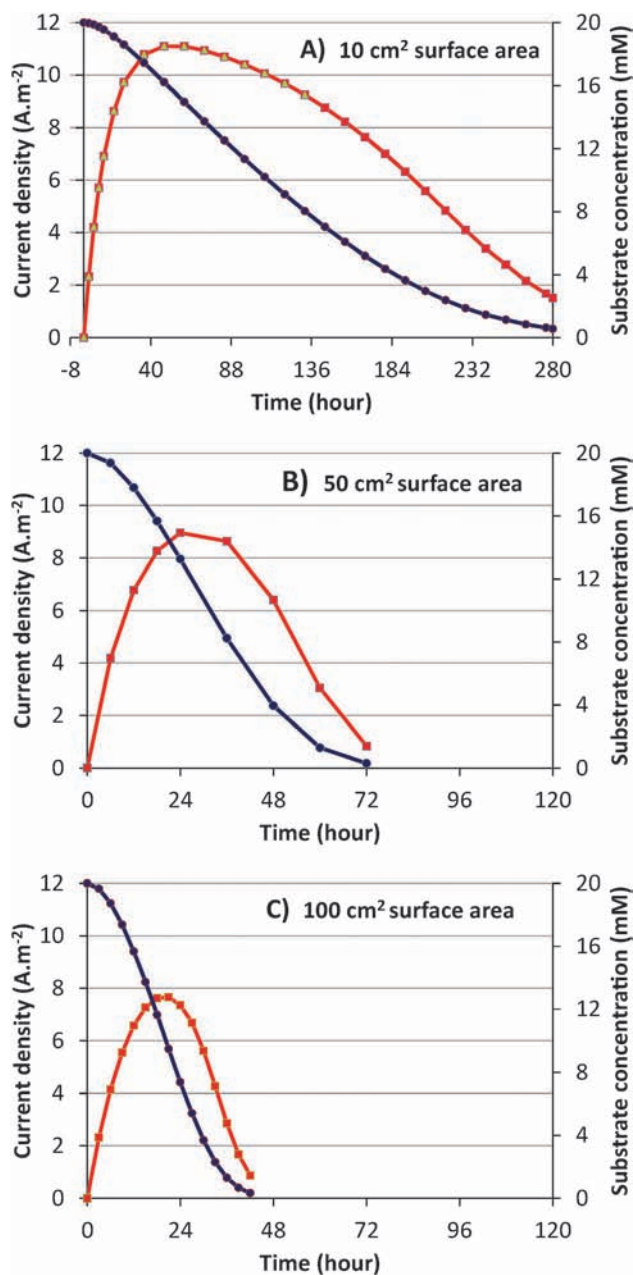 A) 10 cm² surface area
Current density (A.m⁻²)
Substrate concentration (mM)
12
10
8
6
4
2
0
20
16
12
8
4
0
-8 40 88 136 184 232 280
Time (hour)
B) 50 cm² surface area
Current density (A.m⁻²)
Substrate concentration (mM)
12
10
8
6
4
2
0
20
16
12
8
4
0
0 24 48 72 96 120
Time (hour)
C) 100 cm² surface area
Current density (A.m⁻²)
Substrate concentration (mM)
12
10
8
6
4
2
0
20
16
12
8
4
0
0 24 48 72 96 120
Time (hour)